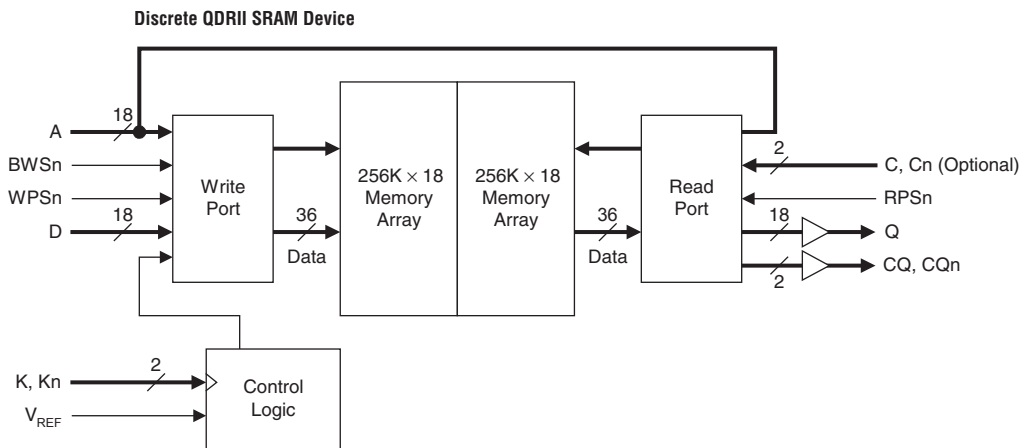 Discrete QDRII SRAM Device
A
18
BWSn
WPSn
D
18
Write
Port
36
Data
256K × 18
Memory
Array
256K × 18
Memory
Array
36
Data
Read
Port
2
C, Cn (Optional)
RPSn
18
Q
2
CQ, CQn
K, Kn
2
VREF
Control
Logic